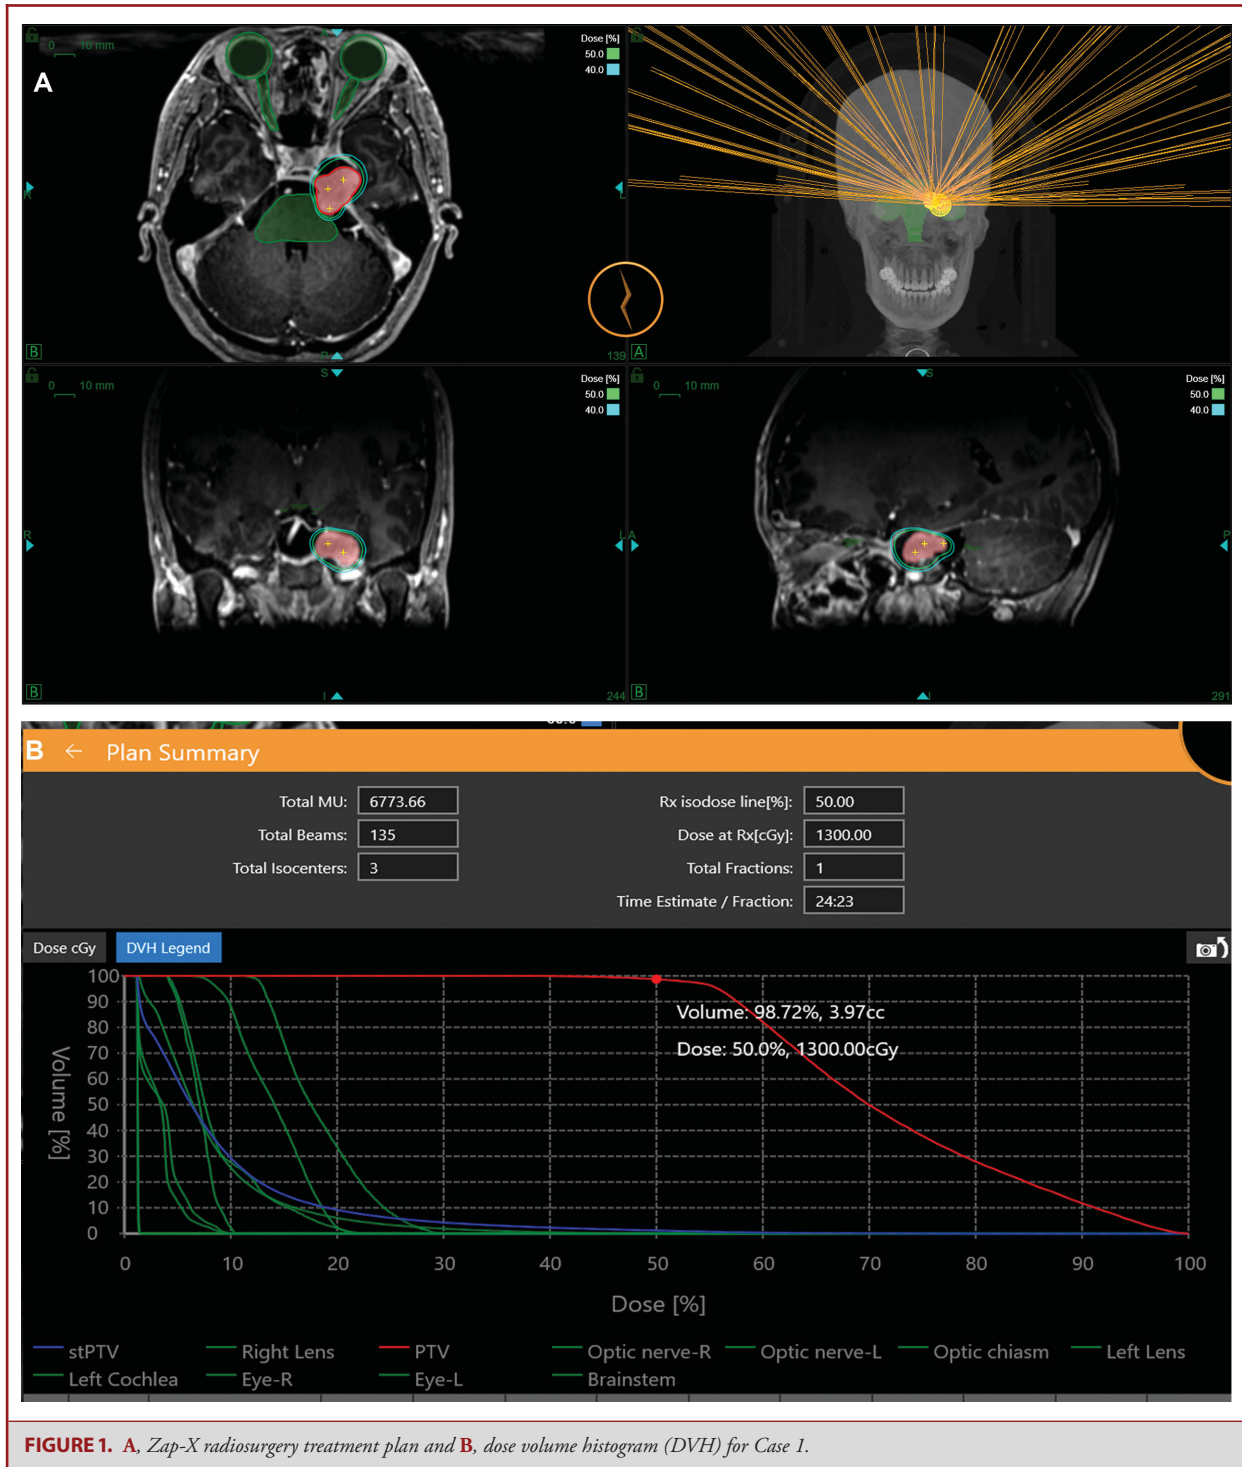 A
0 10 mm
S
Dose [%]
50.0
40.0
R
L
B
P
139
A
0 10 mm
S
Dose [%]
50.0
40.0
R
L
B
I
244
0 10 mm
S
Dose [%]
50.0
40.0
A
P
B
I
291
B ← Plan Summary
Total MU: 6773.66 Rx isodose line[%]: 50.00
Total Beams: 135 Dose at Rx[cGy]: 1300.00
Total Isocenters: 3 Total Fractions: 1
Time Estimate / Fraction: 24:23
Dose cGy DVH Legend
100
90
80
70
60
50
40
30
20
10
0
Volume [%]
Volume: 98.72%, 3.97cc
Dose: 50.0%, 1300.00cGy
0 10 20 30 40 50 60 70 80 90 100
Dose [%]
stPTV Right Lens PTV Optic nerve-R Optic nerve-L Optic chiasm Left Lens
Left Cochlea Eye-R Eye-L Brainstem
FIGURE 1. A, Zap-X radiosurgery treatment plan and B, dose volume histogram (DVH) for Case 1.